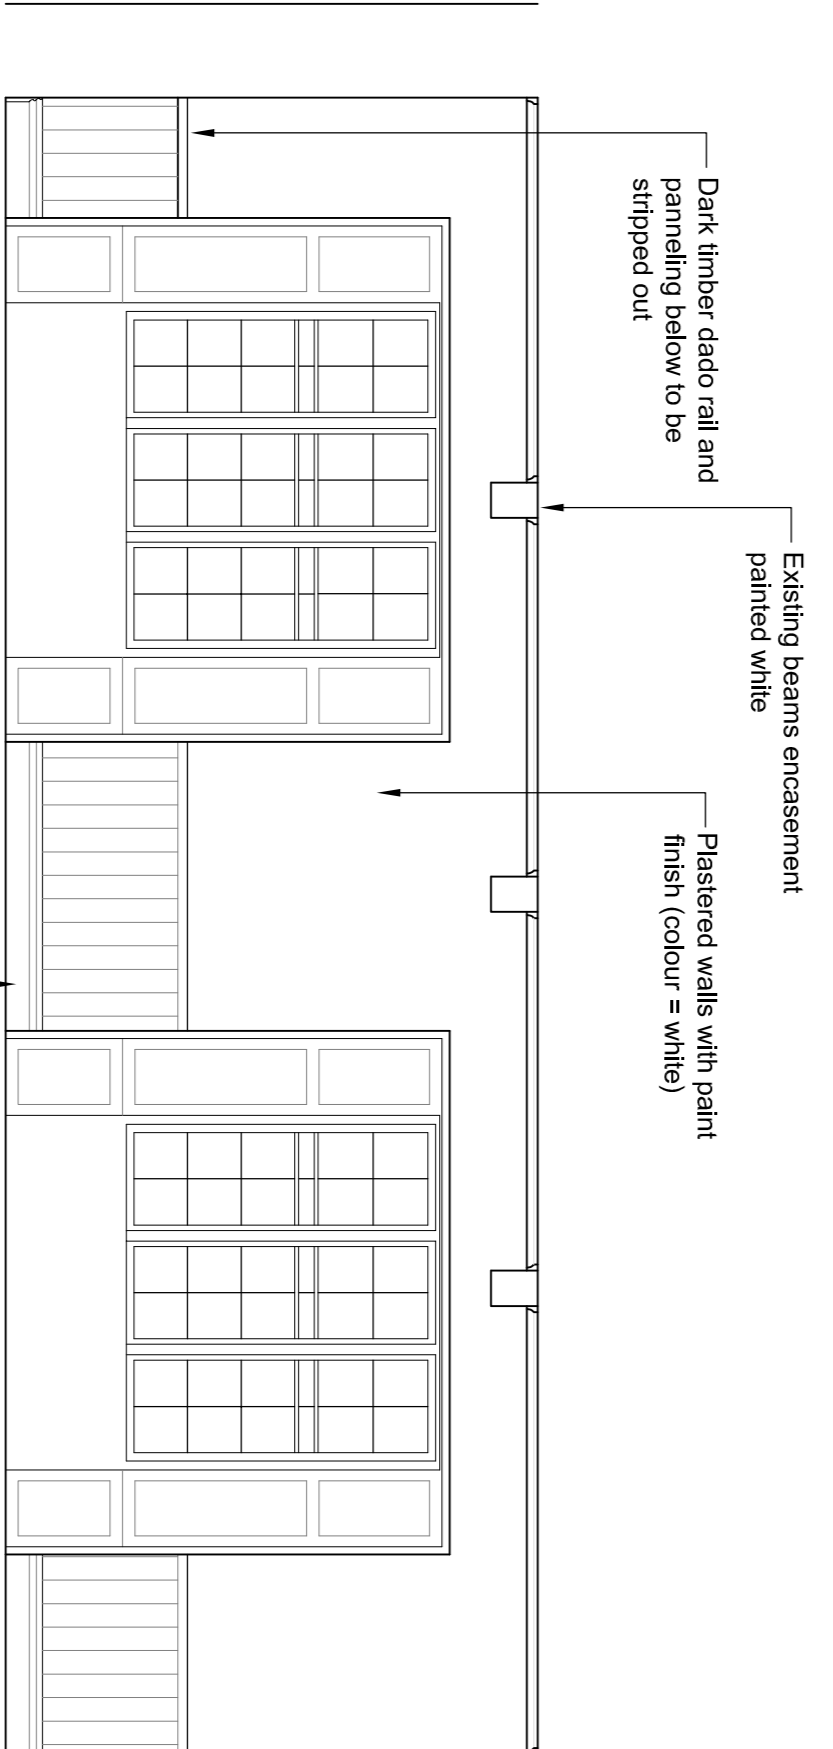 Dark timber dado rail and
panneling below to be
stripped out
Existing beams encasement
painted white
Plastered walls with paint
finish (colour = white)